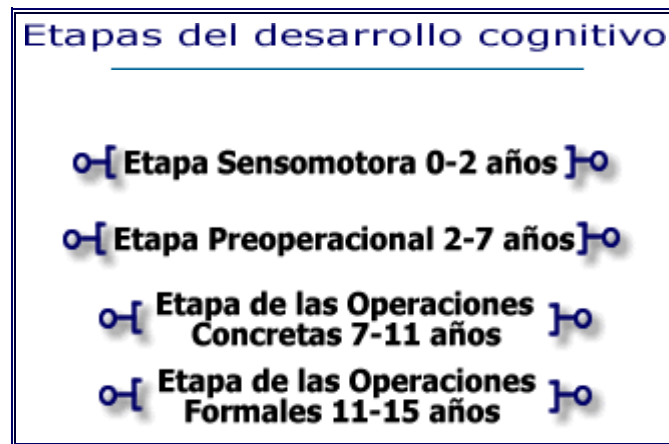 Etapas del desarrollo cognitivo
Etapa Sensomotora 0-2 años
Etapa Preoperacional 2-7 años
Etapa de las Operaciones
Concretas 7-11 años
Etapa de las Operaciones
Formales 11-15 años